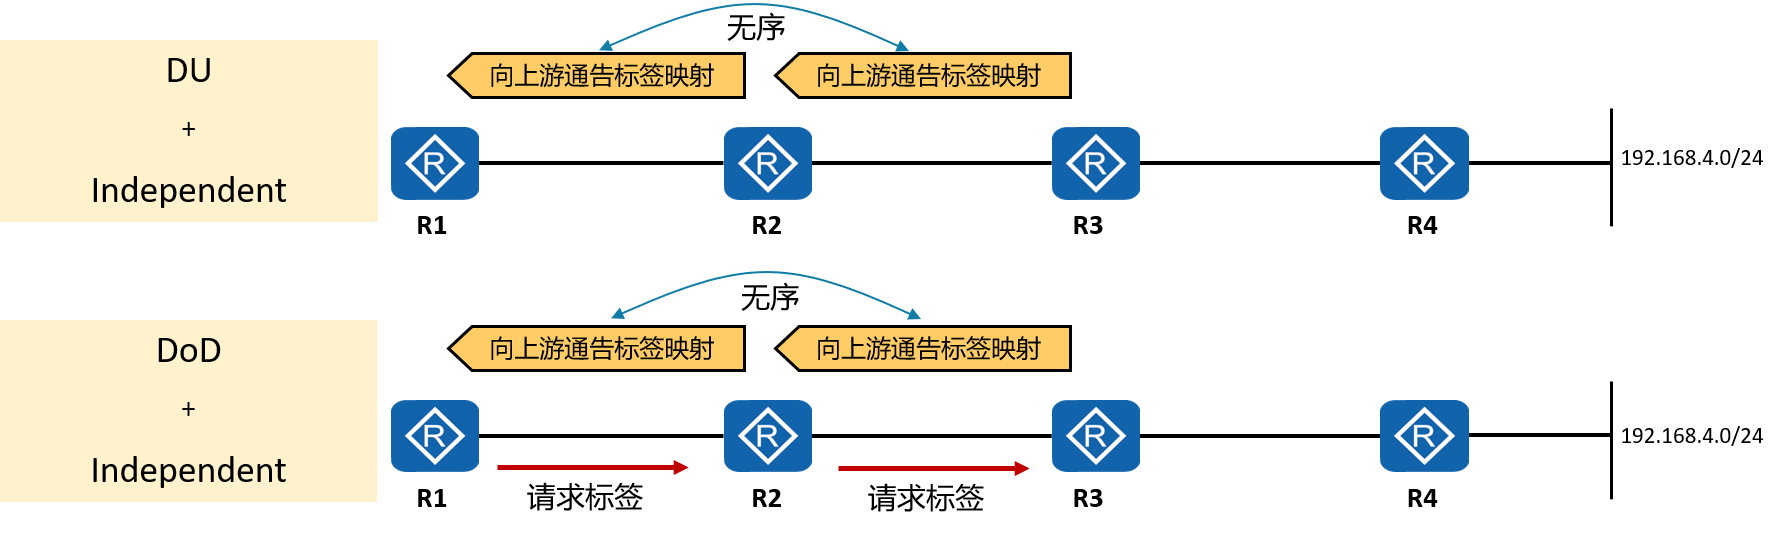 无序
DU
+
Independent
向上游通告标签映射
向上游通告标签映射
R
R
R
R
192.168.4.0/24
R1
R2
R3
R4
无序
DoD
+
Independent
向上游通告标签映射
向上游通告标签映射
R
R
R
R
192.168.4.0/24
请求标签
请求标签
R1
R2
R3
R4